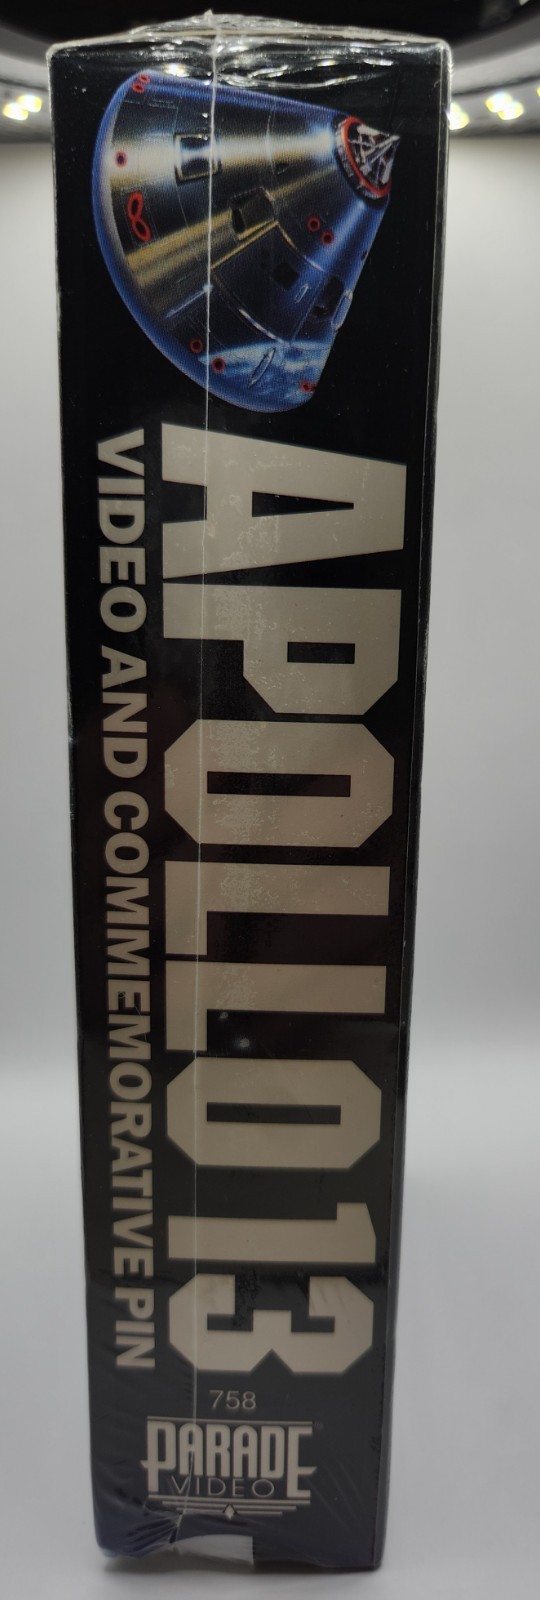 APOLLO 13
VIDEO AND COMMEMORATIVE PIN
758
PARADE
VIDEO